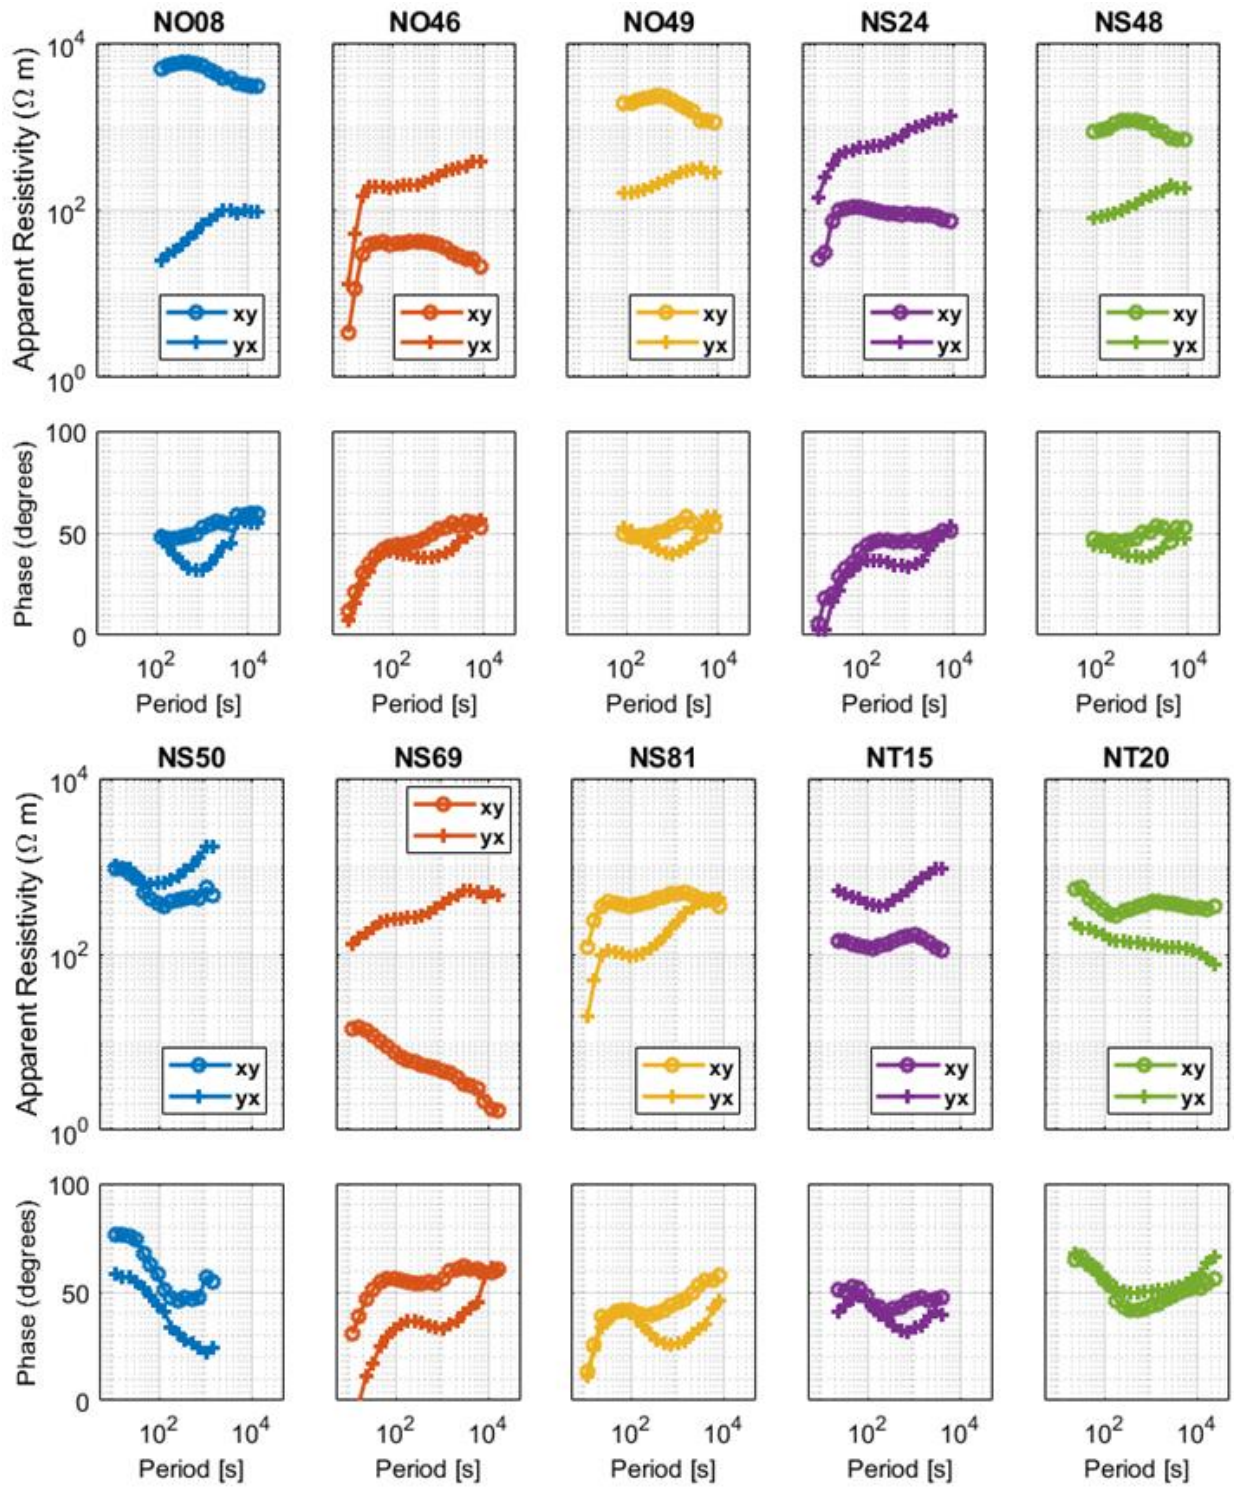 NO08 NO46 NO49 NS24 NS48
10^4
10^2
10^0
Apparent Resistivity (Ω m)
xy xy xy xy xy
yx yx yx yx yx
100
50
0
Phase (degrees)
10^2 10^4 10^2 10^4 10^2 10^4 10^2 10^4 10^2 10^4
Period [s] Period [s] Period [s] Period [s] Period [s]
NS50 NS69 NS81 NT15 NT20
10^4
10^2
10^0
Apparent Resistivity (Ω m)
xy
yx
xy xy xy xy
yx yx yx yx
100
50
0
Phase (degrees)
10^2 10^4 10^2 10^4 10^2 10^4 10^2 10^4 10^2 10^4
Period [s] Period [s] Period [s] Period [s] Period [s]